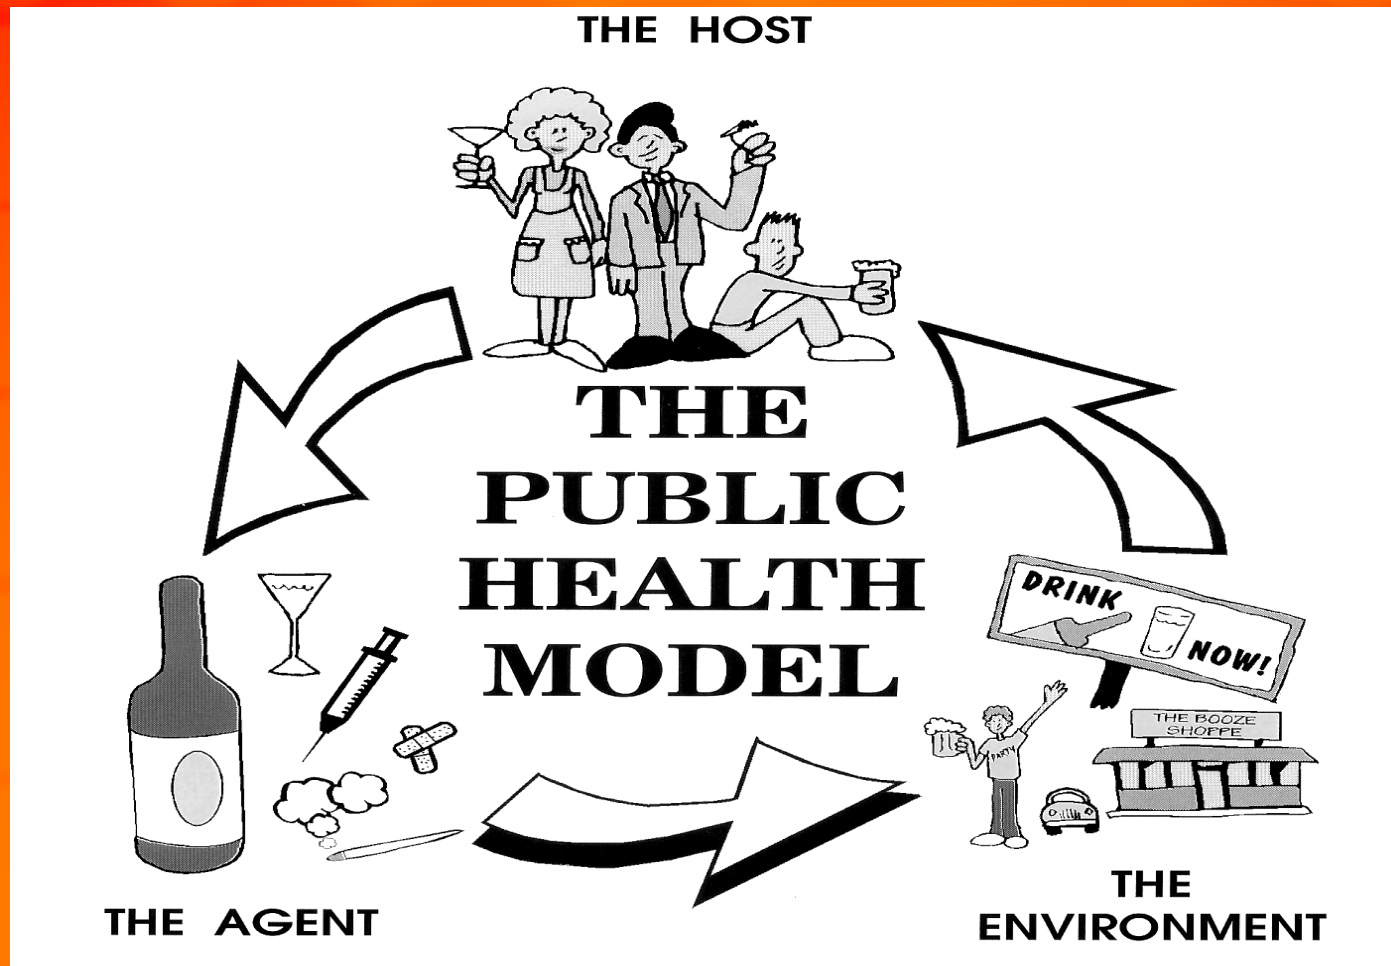 THE HOST
THE
PUBLIC
HEALTH
MODEL
DRINK
NOW!
PARTY
THE BOOZE
SHOPPE
THE AGENT
THE
ENVIRONMENT